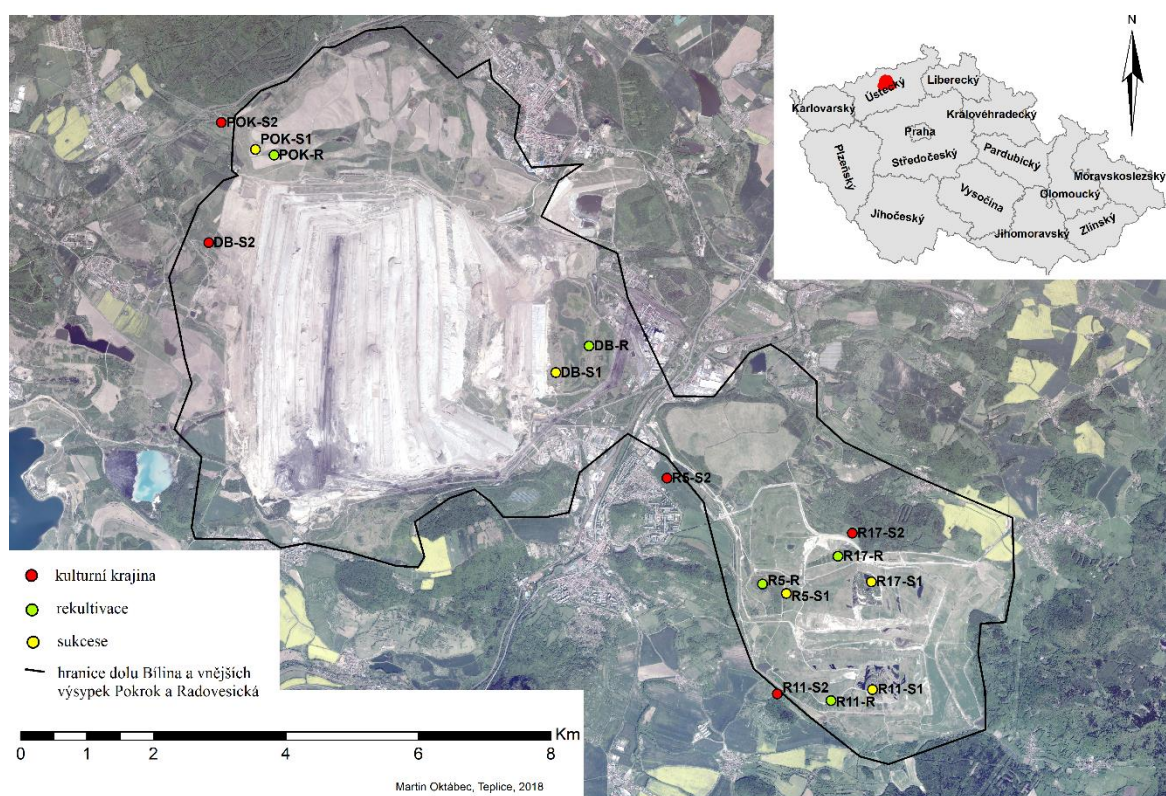 N
Karlovarský
Ústecký
Liberecký
Královéhradecký
Praha
Středočeský
Plzeňský
Pardubický
Moravskoslezský
Olomoucký
Vysočina
Jihočeský
Jihomoravský
Zlínský
POK-S2
POK-S1
POK-R
DB-S2
DB-R
DB-S1
R5-S2
R17-S2
R17-R
R5-R
R17-S1
R5-S1
R11-S2
R11-S1
R11-R
kulturní krajina
rekultivace
sukcese
hranice dolu Bílina a vnějších
výsypek Pokrok a Radovesická
Km
0 1 2 4 6 8
Martin Oktábec, Teplice, 2018